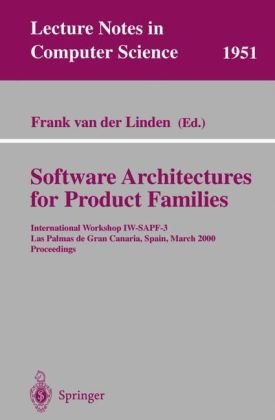 Lecture Notes in
Computer Science 1951
Frank van der Linden (Ed.)
Software Architectures
for Product Families
International Workshop IW-SAPF-3
Las Palmas de Gran Canaria, Spain, March 2000
Proceedings
Springer